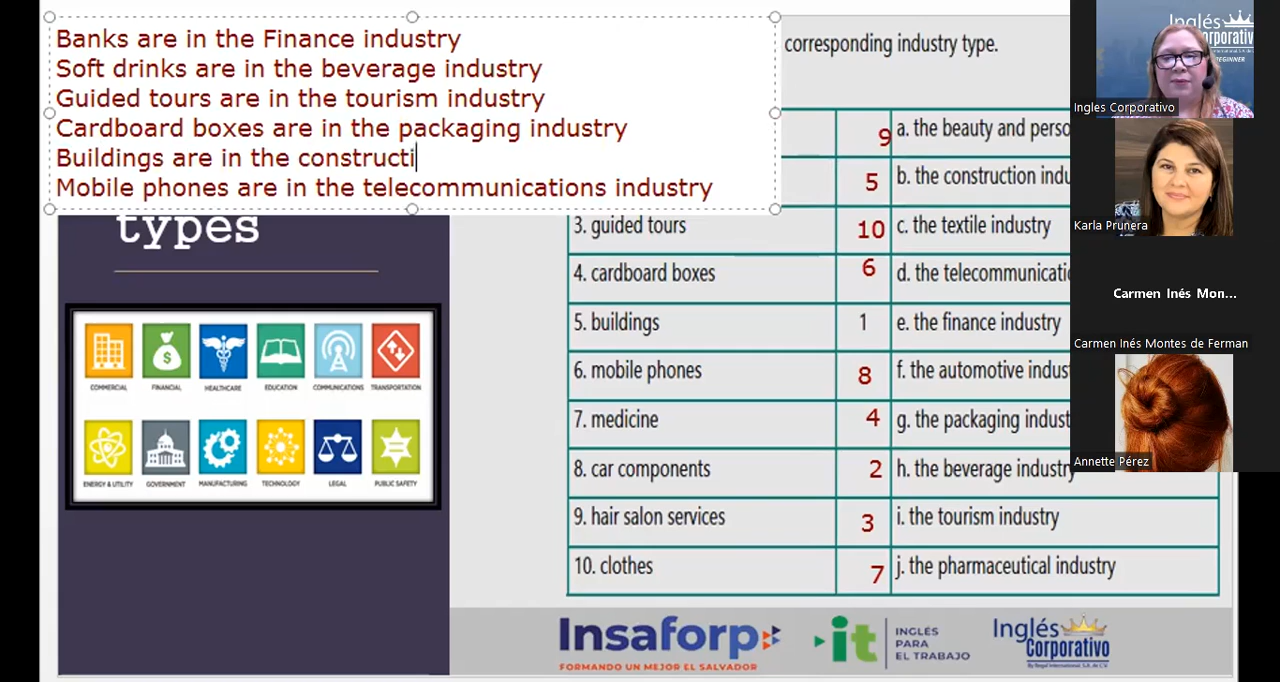 Banks are in the Finance industry
Soft drinks are in the beverage industry
Guided tours are in the tourism industry
Cardboard boxes are in the packaging industry
Buildings are in the constructi
Mobile phones are in the telecommunications industry
corresponding industry type.
types
COMMERCIAL FINANCIAL HEALTHCARE EDUCATION COMMUNICATIONS TRANSPORTATION
ENERGY & UTILITY GOVERNMENT MANUFACTURING TECHNOLOGY LEGAL PUBLIC SAFETY
9 a. the beauty and perso
5 b. the construction indu
3. guided tours 10 c. the textile industry
4. cardboard boxes 6 d. the telecommunicati
5. buildings 1 e. the finance industry
6. mobile phones 8 f. the automotive indus
7. medicine 4 g. the packaging indust
8. car components 2 h. the beverage industry
9. hair salon services 3 i. the tourism industry
10. clothes 7 j. the pharmaceutical industry
Insaforp
FORMANDO UN MEJOR EL SALVADOR
it INGLÉS PARA EL TRABAJO
Inglés Corporativo
Inglés
orporativ
BEGINNER
Ingles Corporativo
Karla Prunera
Carmen Inés Mon...
Carmen Inés Montes de Ferman
Annette Pérez